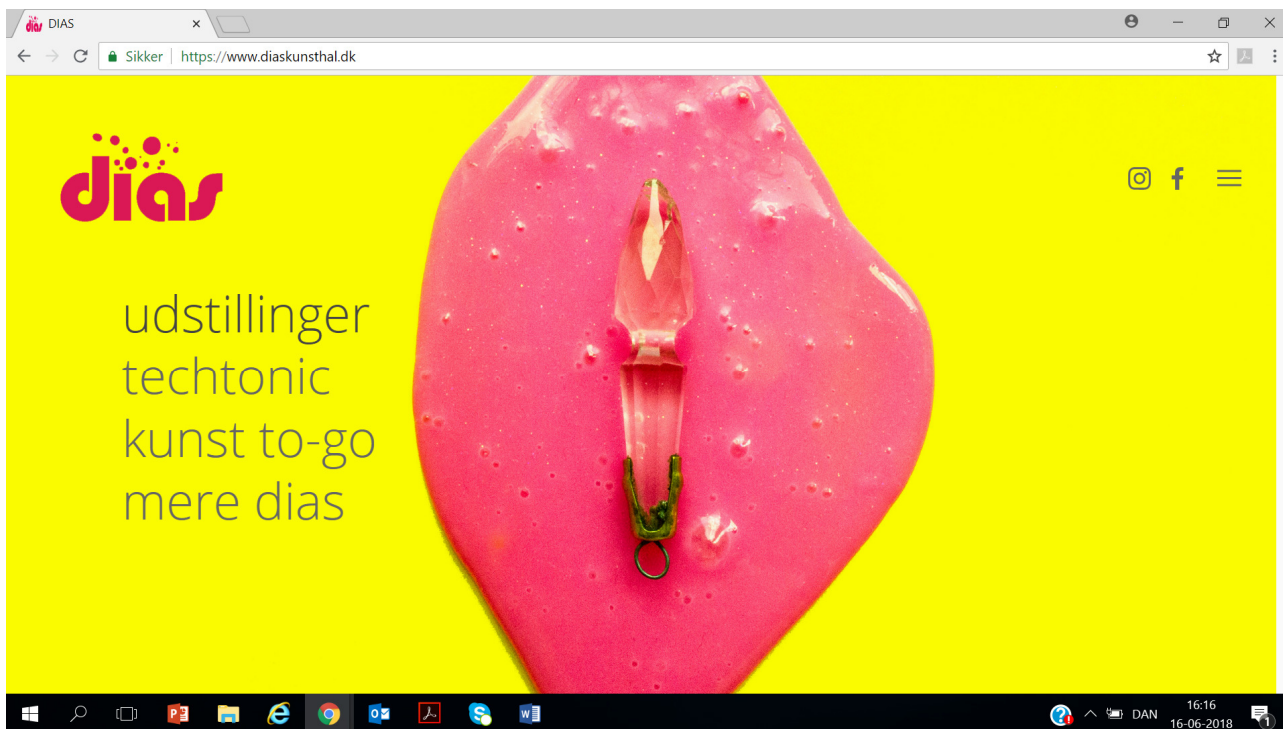 DIAS
Sikker https://www.diaskunsthal.dk
dias
udstillinger
techtonic
kunst to-go
mere dias
DAN
16:16
16-06-2018
1